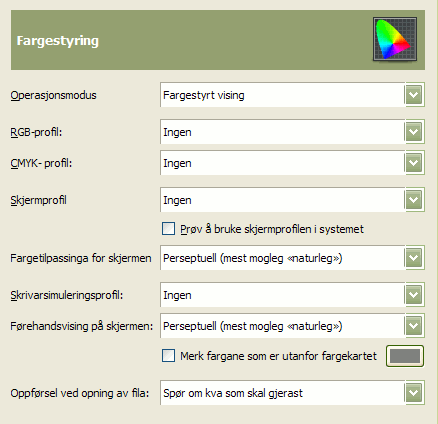 Fargestyring
Operasjonsmodus Fargestyrt vising
RGB-profil: Ingen
CMYK- profil: Ingen
Skjermprofil Ingen
Prøv å bruke skjermprofilen i systemet
Fargetilpassinga for skjermen Perseptuell (mest mogleg «naturleg»)
Skrivarsimuleringsprofil: Ingen
Førehandsvising på skjermen: Perseptuell (mest mogleg «naturleg»)
Merk fargane som er utanfor fargekartet
Oppførsel ved opning av fila: Spør om kva som skal gjerast